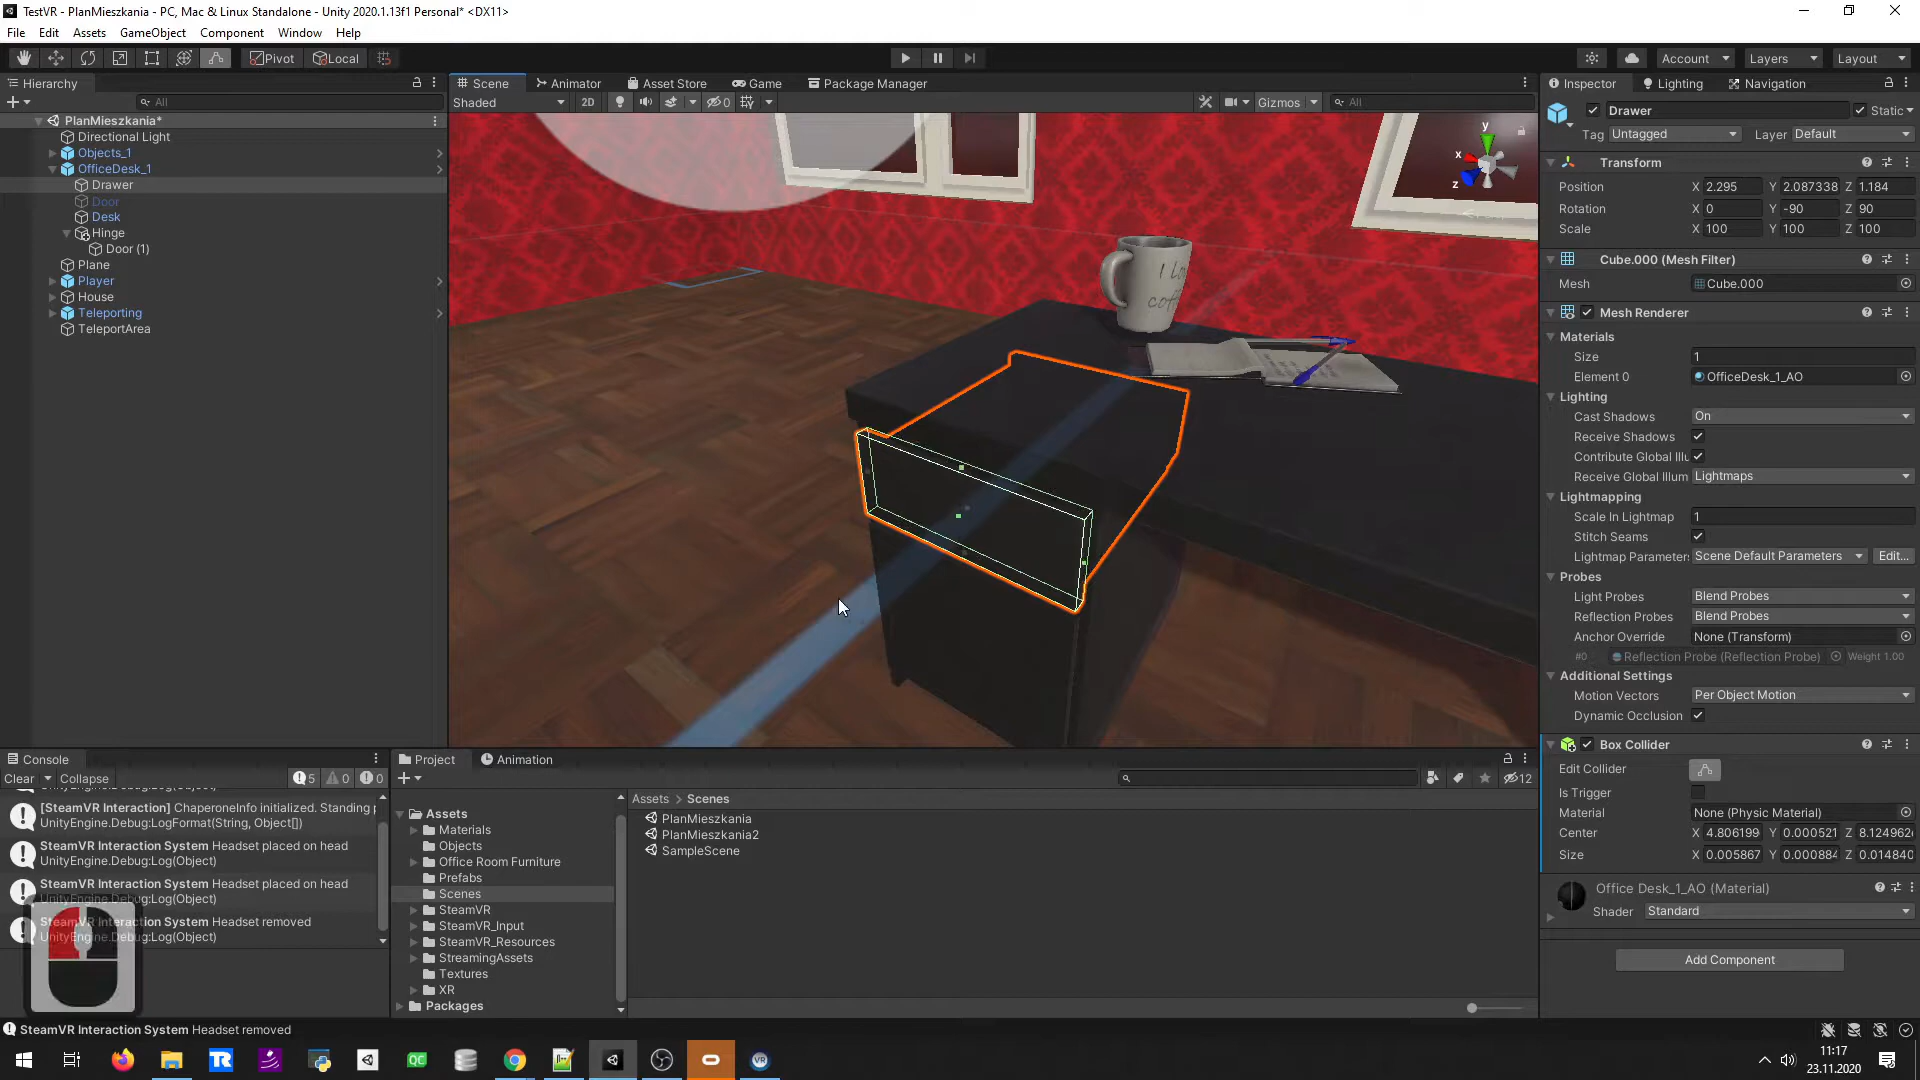 TestVR - PlanMieszkania - PC, Mac & Linux Standalone - Unity 2020.1.13f1 Personal* <DX11>
File Edit Assets GameObject Component Window Help
Pivot Local Account Layers Layout
Hierarchy
All
PlanMieszkania*
Directional Light
Objects_1
OfficeDesk_1
Drawer
Door
Desk
Hinge
Door (1)
Plane
Player
House
Teleporting
TeleportArea
Scene Animator Asset Store Game Package Manager
Shaded 2D 0 Gizmos All
y
x
z
I Lo
coff
Inspector Lighting Navigation
Drawer Static
Tag Untagged Layer Default
Transform
Position X 2.295 Y 2.087338 Z 1.184
Rotation X 0 Y -90 Z 90
Scale X 100 Y 100 Z 100
Cube.000 (Mesh Filter)
Mesh Cube.000
Mesh Renderer
Materials
Size 1
Element 0 OfficeDesk_1_AO
Lighting
Cast Shadows On
Receive Shadows
Contribute Global Illu
Receive Global Illum Lightmaps
Lightmapping
Scale In Lightmap 1
Stitch Seams
Lightmap Parameter Scene Default Parameters Edit...
Probes
Light Probes Blend Probes
Reflection Probes Blend Probes
Anchor Override None (Transform)
#0 Reflection Probe (Reflection Probe) Weight 1.00
Additional Settings
Motion Vectors Per Object Motion
Dynamic Occlusion
Box Collider
Edit Collider
Is Trigger
Material None (Physic Material)
Center X 4.806199 Y 0.000521 Z 8.124962
Size X 0.005867 Y 0.000884 Z 0.014840
Office Desk_1_AO (Material)
Shader Standard
Add Component
Console
Clear Collapse 5 0 0
[SteamVR Interaction] ChaperoneInfo initialized. Standing p
UnityEngine.Debug:LogFormat(String, Object[])
SteamVR Interaction System Headset placed on head
UnityEngine.Debug:Log(Object)
SteamVR Interaction System Headset placed on head
UnityEngine.Debug:Log(Object)
SteamVR Interaction System Headset removed
UnityEngine.Debug:Log(Object)
Project Animation
12
Assets
Materials
Objects
Office Room Furniture
Prefabs
Scenes
SteamVR
SteamVR_Input
SteamVR_Resources
StreamingAssets
Textures
XR
Packages
Assets > Scenes
PlanMieszkania
PlanMieszkania2
SampleScene
SteamVR Interaction System Headset removed
TR QC VR
11:17
23.11.2020